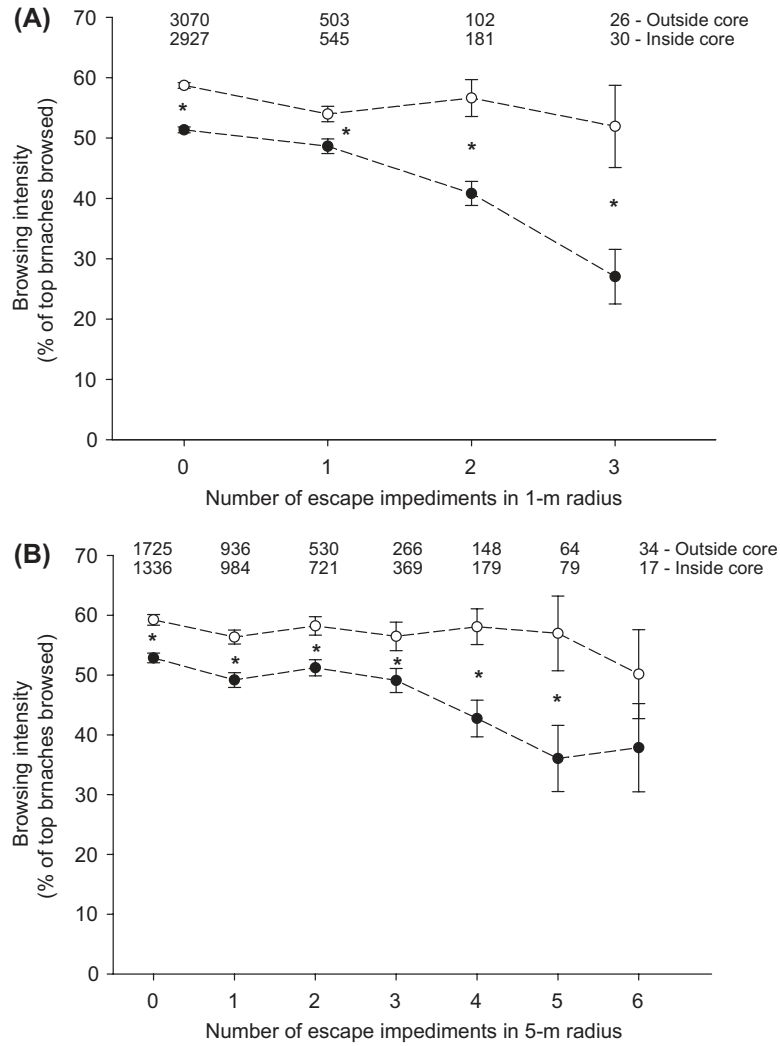 (A)
3070 503 102 26 - Outside core
2927 545 181 30 - Inside core
70
60
50
40
30
20
10
0
Browsing intensity
(% of top brnaches browsed)
* * * *
0 1 2 3
Number of escape impediments in 1-m radius
(B)
1725 936 530 266 148 64 34 - Outside core
1336 984 721 369 179 79 17 - Inside core
70
60
50
40
30
20
10
0
Browsing intensity
(% of top brnaches browsed)
* * * * * *
0 1 2 3 4 5 6
Number of escape impediments in 5-m radius